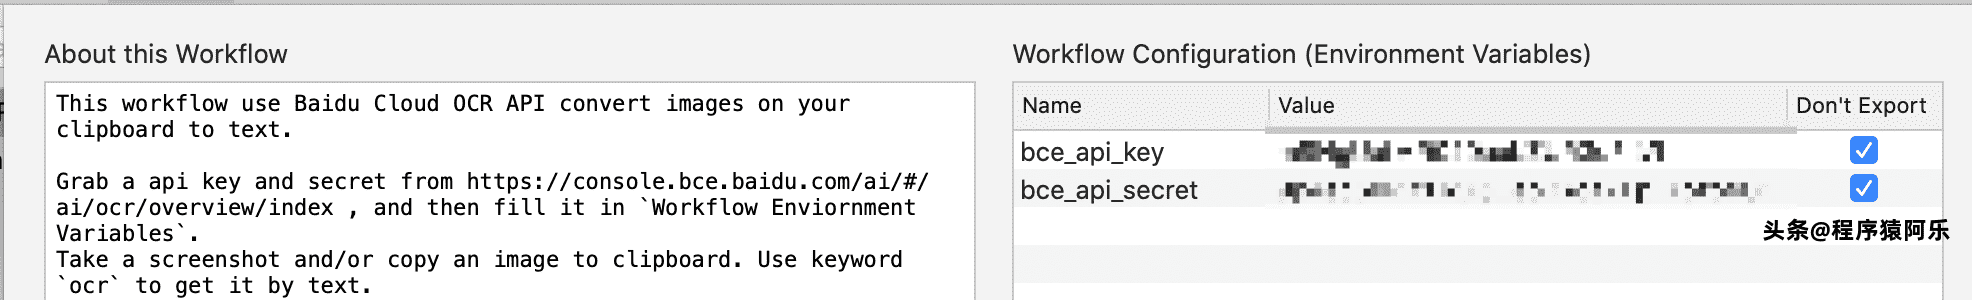 About this Workflow
This workflow use Baidu Cloud OCR API convert images on your
clipboard to text.
Grab a api key and secret from https://console.bce.baidu.com/ai/#/
ai/ocr/overview/index , and then fill it in `Workflow Enviornment
Variables`.
Take a screenshot and/or copy an image to clipboard. Use keyword
`ocr` to get it by text.
Workflow Configuration (Environment Variables)
Name Value Don't Export
bce_api_key
bce_api_secret
头条@程序猿阿乐